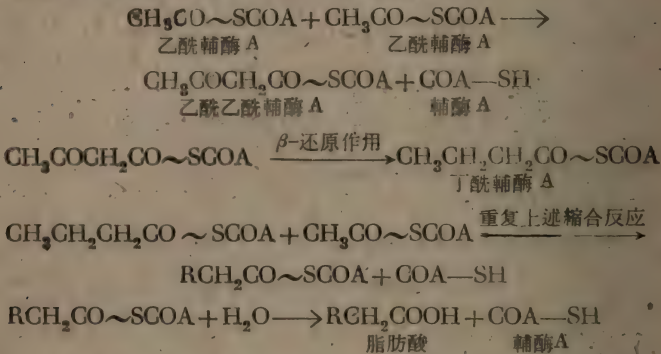 CH₃CO～SCOA＋CH₃CO～SCOA⟶
乙酰輔酶 A 乙酰輔酶 A
CH₃COCH₂CO～SCOA＋COA—SH
乙酰乙酰輔酶 A 輔酶 A
β-还原作用
CH₃COCH₂CO～SCOA⟶CH₃CH₂CH₂CO～SCOA
丁酰輔酶 A
重复上述縮合反应
CH₃CH₂CH₂CO～SCOA＋CH₃CO～SCOA⟷
RCH₂CO～SCOA＋COA—SH
RCH₂CO～SCOA＋H₂O⟶RCH₂COOH＋COA—SH
脂肪酸 輔酶A